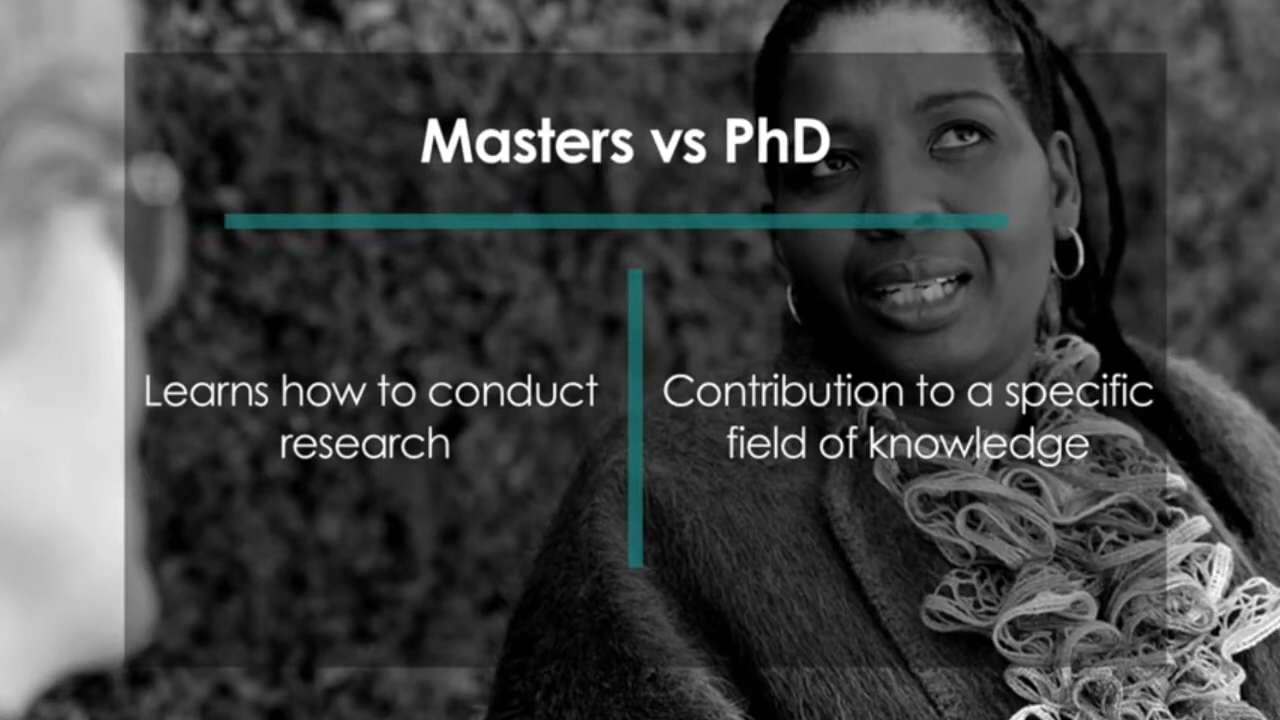 Masters vs PhD
Learns how to conduct
research
Contribution to a specific
field of knowledge